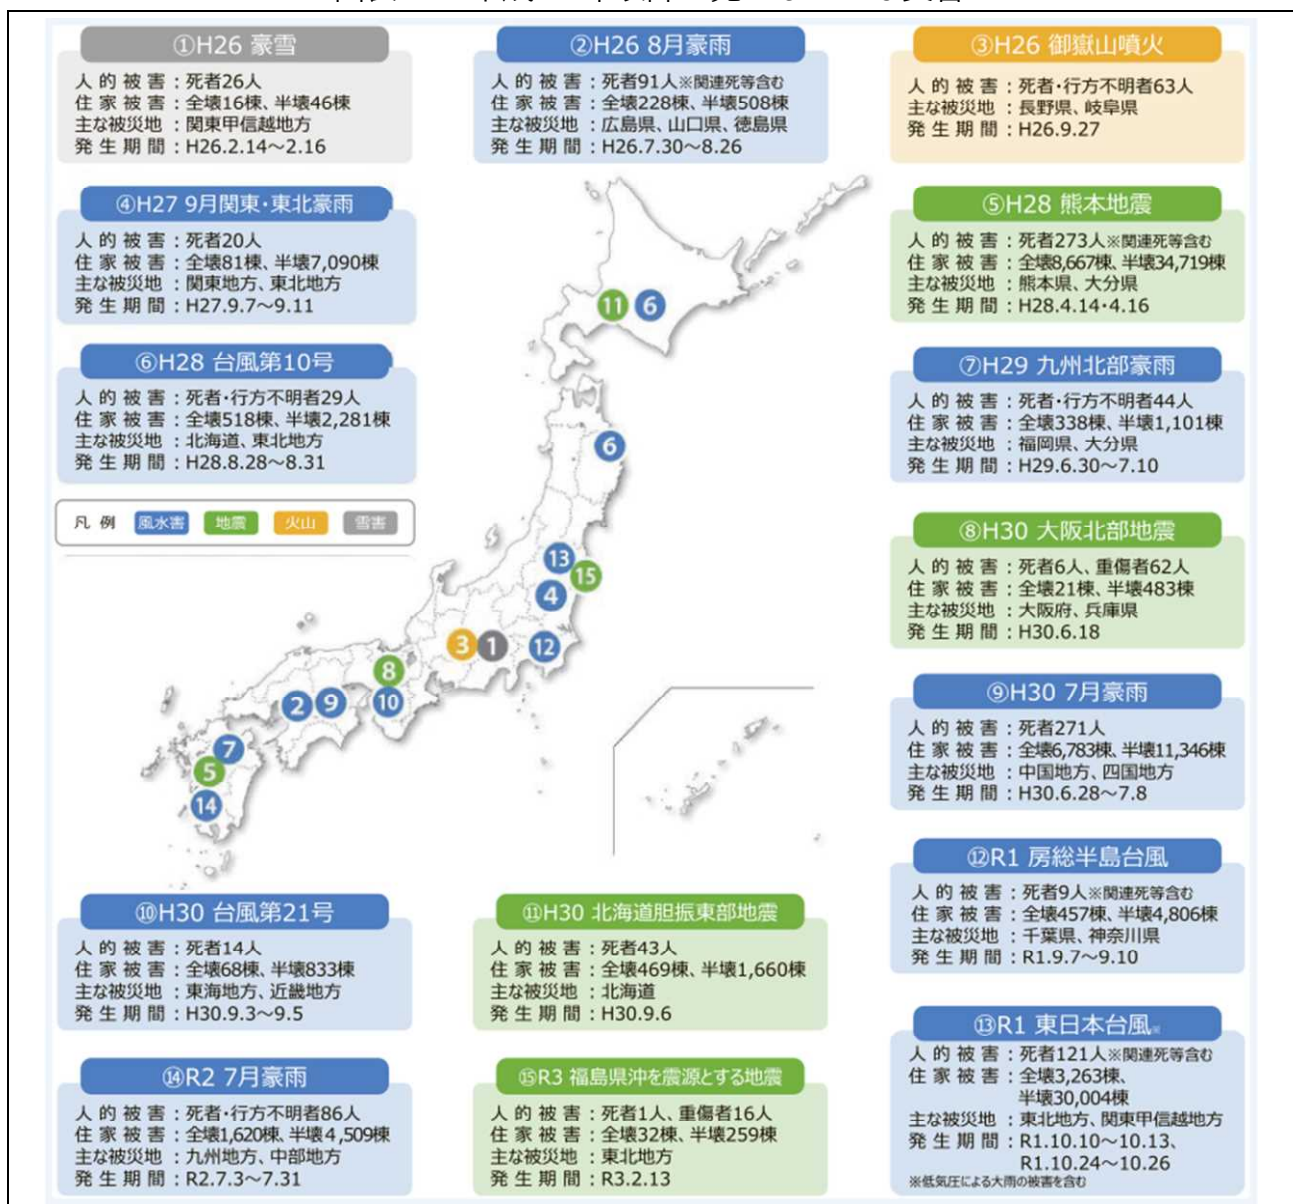 ①H26 豪雪
人的被害：死者26人
住家被害：全壊16棟、半壊46棟
主な被災地：関東甲信越地方
発生期間：H26.2.14～2.16
②H26 8月豪雨
人的被害：死者91人※関連死等含む
住家被害：全壊228棟、半壊508棟
主な被災地：広島県、山口県、徳島県
発生期間：H26.7.30～8.26
③H26 御嶽山噴火
人的被害：死者・行方不明者63人
主な被災地：長野県、岐阜県
発生期間：H26.9.27
④H27 9月関東・東北豪雨
人的被害：死者20人
住家被害：全壊81棟、半壊7,090棟
主な被災地：関東地方、東北地方
発生期間：H27.9.7～9.11
⑤H28 熊本地震
人的被害：死者273人※関連死等含む
住家被害：全壊8,667棟、半壊34,719棟
主な被災地：熊本県、大分県
発生期間：H28.4.14・4.16
⑥H28 台風第10号
人的被害：死者・行方不明者29人
住家被害：全壊518棟、半壊2,281棟
主な被災地：北海道、東北地方
発生期間：H28.8.28～8.31
⑦H29 九州北部豪雨
人的被害：死者・行方不明者44人
住家被害：全壊338棟、半壊1,101棟
主な被災地：福岡県、大分県
発生期間：H29.6.30～7.10
凡例 風水害 地震 火山 雪害
⑧H30 大阪北部地震
人的被害：死者6人、重傷者62人
住家被害：全壊21棟、半壊483棟
主な被災地：大阪府、兵庫県
発生期間：H30.6.18
⑨H30 7月豪雨
人的被害：死者271人
住家被害：全壊6,783棟、半壊11,346棟
主な被災地：中国地方、四国地方
発生期間：H30.6.28～7.8
11 6
6
13
15
4
3 1 12
8
2 9 10
7
5
14
⑩H30 台風第21号
人的被害：死者14人
住家被害：全壊68棟、半壊833棟
主な被災地：東海地方、近畿地方
発生期間：H30.9.3～9.5
⑪H30 北海道胆振東部地震
人的被害：死者43人
住家被害：全壊469棟、半壊1,660棟
主な被災地：北海道
発生期間：H30.9.6
⑫R1 房総半島台風
人的被害：死者9人※関連死等含む
住家被害：全壊457棟、半壊4,806棟
主な被災地：千葉県、神奈川県
発生期間：R1.9.7～9.10
⑬R1 東日本台風※
人的被害：死者121人※関連死等含む
住家被害：全壊3,263棟、
半壊30,004棟
主な被災地：東北地方、関東甲信越地方
発生期間：R1.10.10～10.13、
R1.10.24～10.26
※低気圧による大雨の被害を含む
⑭R2 7月豪雨
人的被害：死者・行方不明者86人
住家被害：全壊1,620棟、半壊4,509棟
主な被災地：九州地方、中部地方
発生期間：R2.7.3～7.31
⑮R3 福島県沖を震源とする地震
人的被害：死者1人、重傷者16人
住家被害：全壊32棟、半壊259棟
主な被災地：東北地方
発生期間：R3.2.13